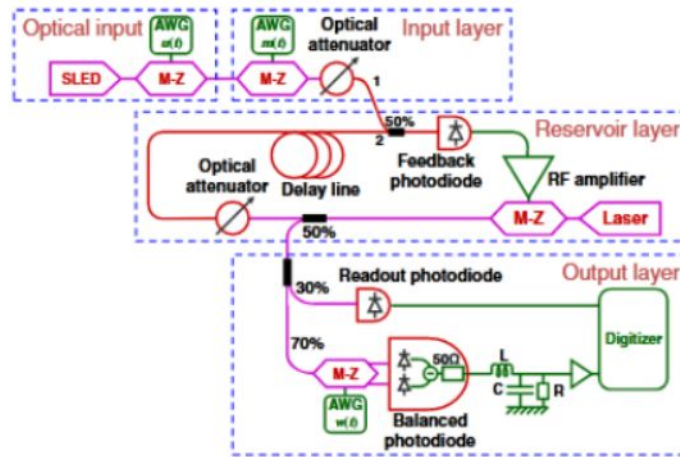 Optical input
AWG
u(t)
SLED
M-Z
Input layer
AWG
m(t)
M-Z
Optical
attenuator
1
50%
2
Reservoir layer
Feedback
photodiode
RF amplifier
Optical
attenuator
Delay line
M-Z
Laser
50%
Output layer
30%
Readout photodiode
Digitizer
70%
M-Z
AWG
w(t)
50Ω
Balanced
photodiode
L
C
R